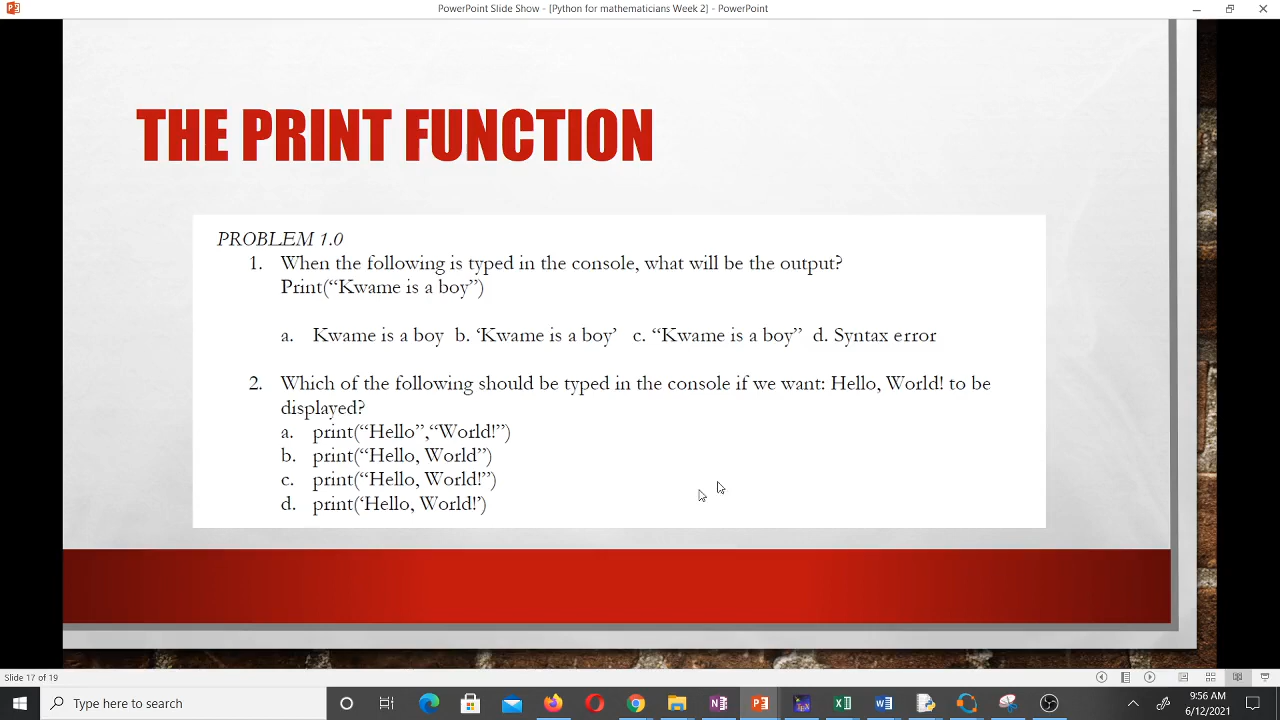 PowerPoint Slide Show - [Python for mathematicians Week 2] - PowerPoint
THE PRINT FUNCTION
PROBLEM 1.0
1. When the following is typed in the console, what will be the output?
Print(“Kwame is a boy”)
a. Kwame is a boy b. ‘Kwame is a boy’ c. “Kwame is a boy” d. Syntax error
2. Which of the following should be typed in the console if we want: Hello, World! to be
displayed?
a. print(“Hello”,“World!”)
b. print(“Hello, World”)
c. print(“Hello, World!”)
d. print(‘Hello, World!’)
Slide 17 of 19
Type here to search
9:56 AM
6/12/2021